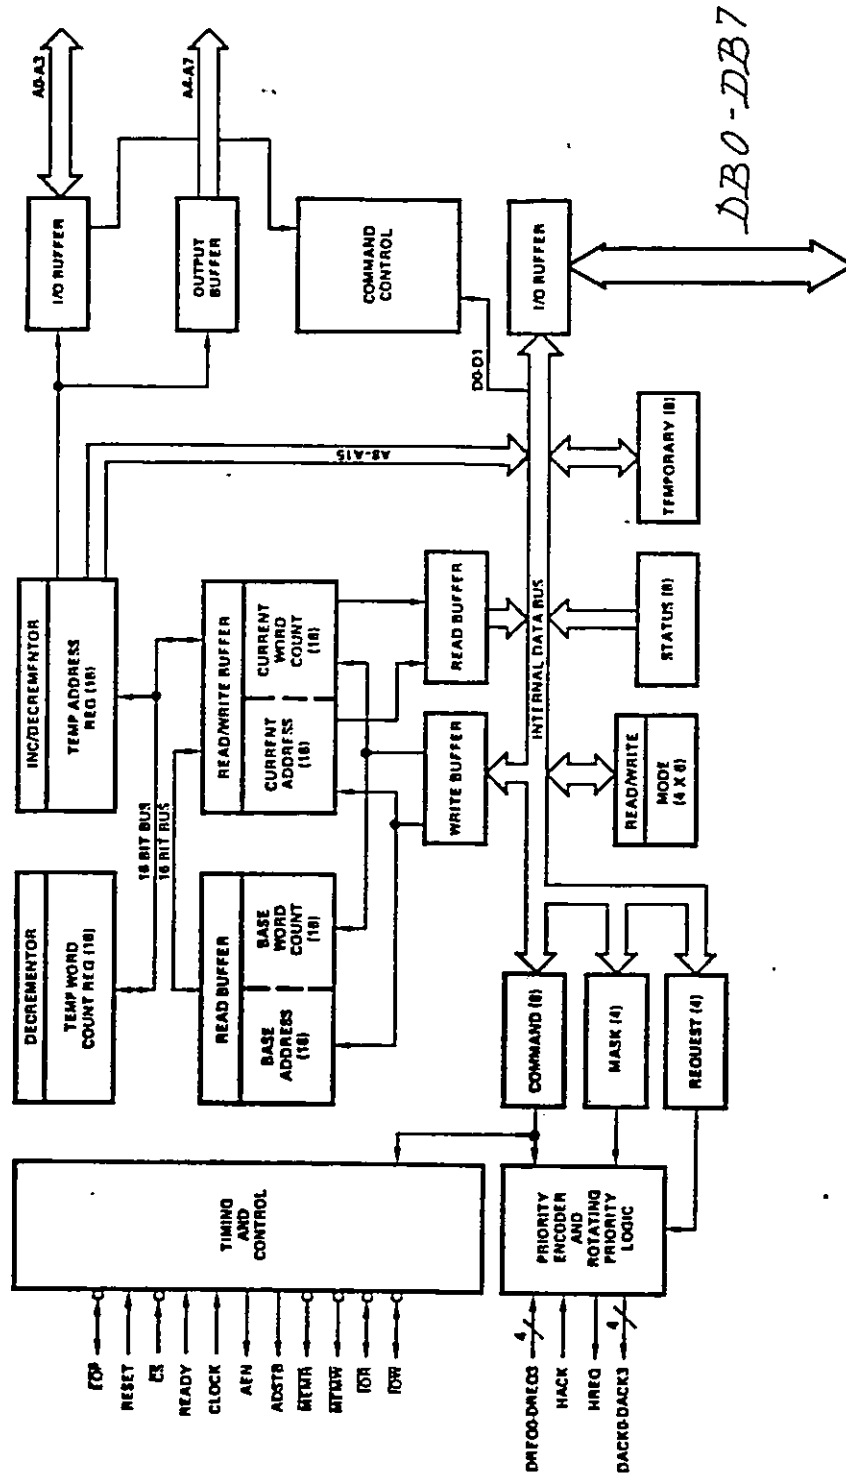 EOP
RESET
CS
READY
CLOCK
AEN
ADSTB
MEMR
MEMW
IOR
IOW
DREQ0-DREQ3
4
HACK
HREQ
DACK0-DACK3
4
TIMING
AND
CONTROL
PRIORITY
ENCODER
AND
ROTATING
PRIORITY
LOGIC
DECREMENTOR
TEMP WORD
COUNT REG (16)
INC/DECREMENTOR
TEMP ADDRESS
REG (16)
16 BIT BUS
16 BIT BUS
READ BUFFER
BASE
ADDRESS
(16)
BASE
WORD
COUNT
(16)
READ/WRITE BUFFER
CURRENT
ADDRESS
(16)
CURRENT
WORD
COUNT
(16)
WRITE BUFFER
READ BUFFER
I/O BUFFER
A0-A3
OUTPUT
BUFFER
A4-A7
COMMAND
CONTROL
A8-A15
D0-D1
INTERNAL DATA BUS
I/O BUFFER
COMMAND (8)
MASK (4)
REQUEST (4)
READ/WRITE
MODE
(4 X 6)
STATUS (8)
TEMPORARY (8)
DB0-DB7